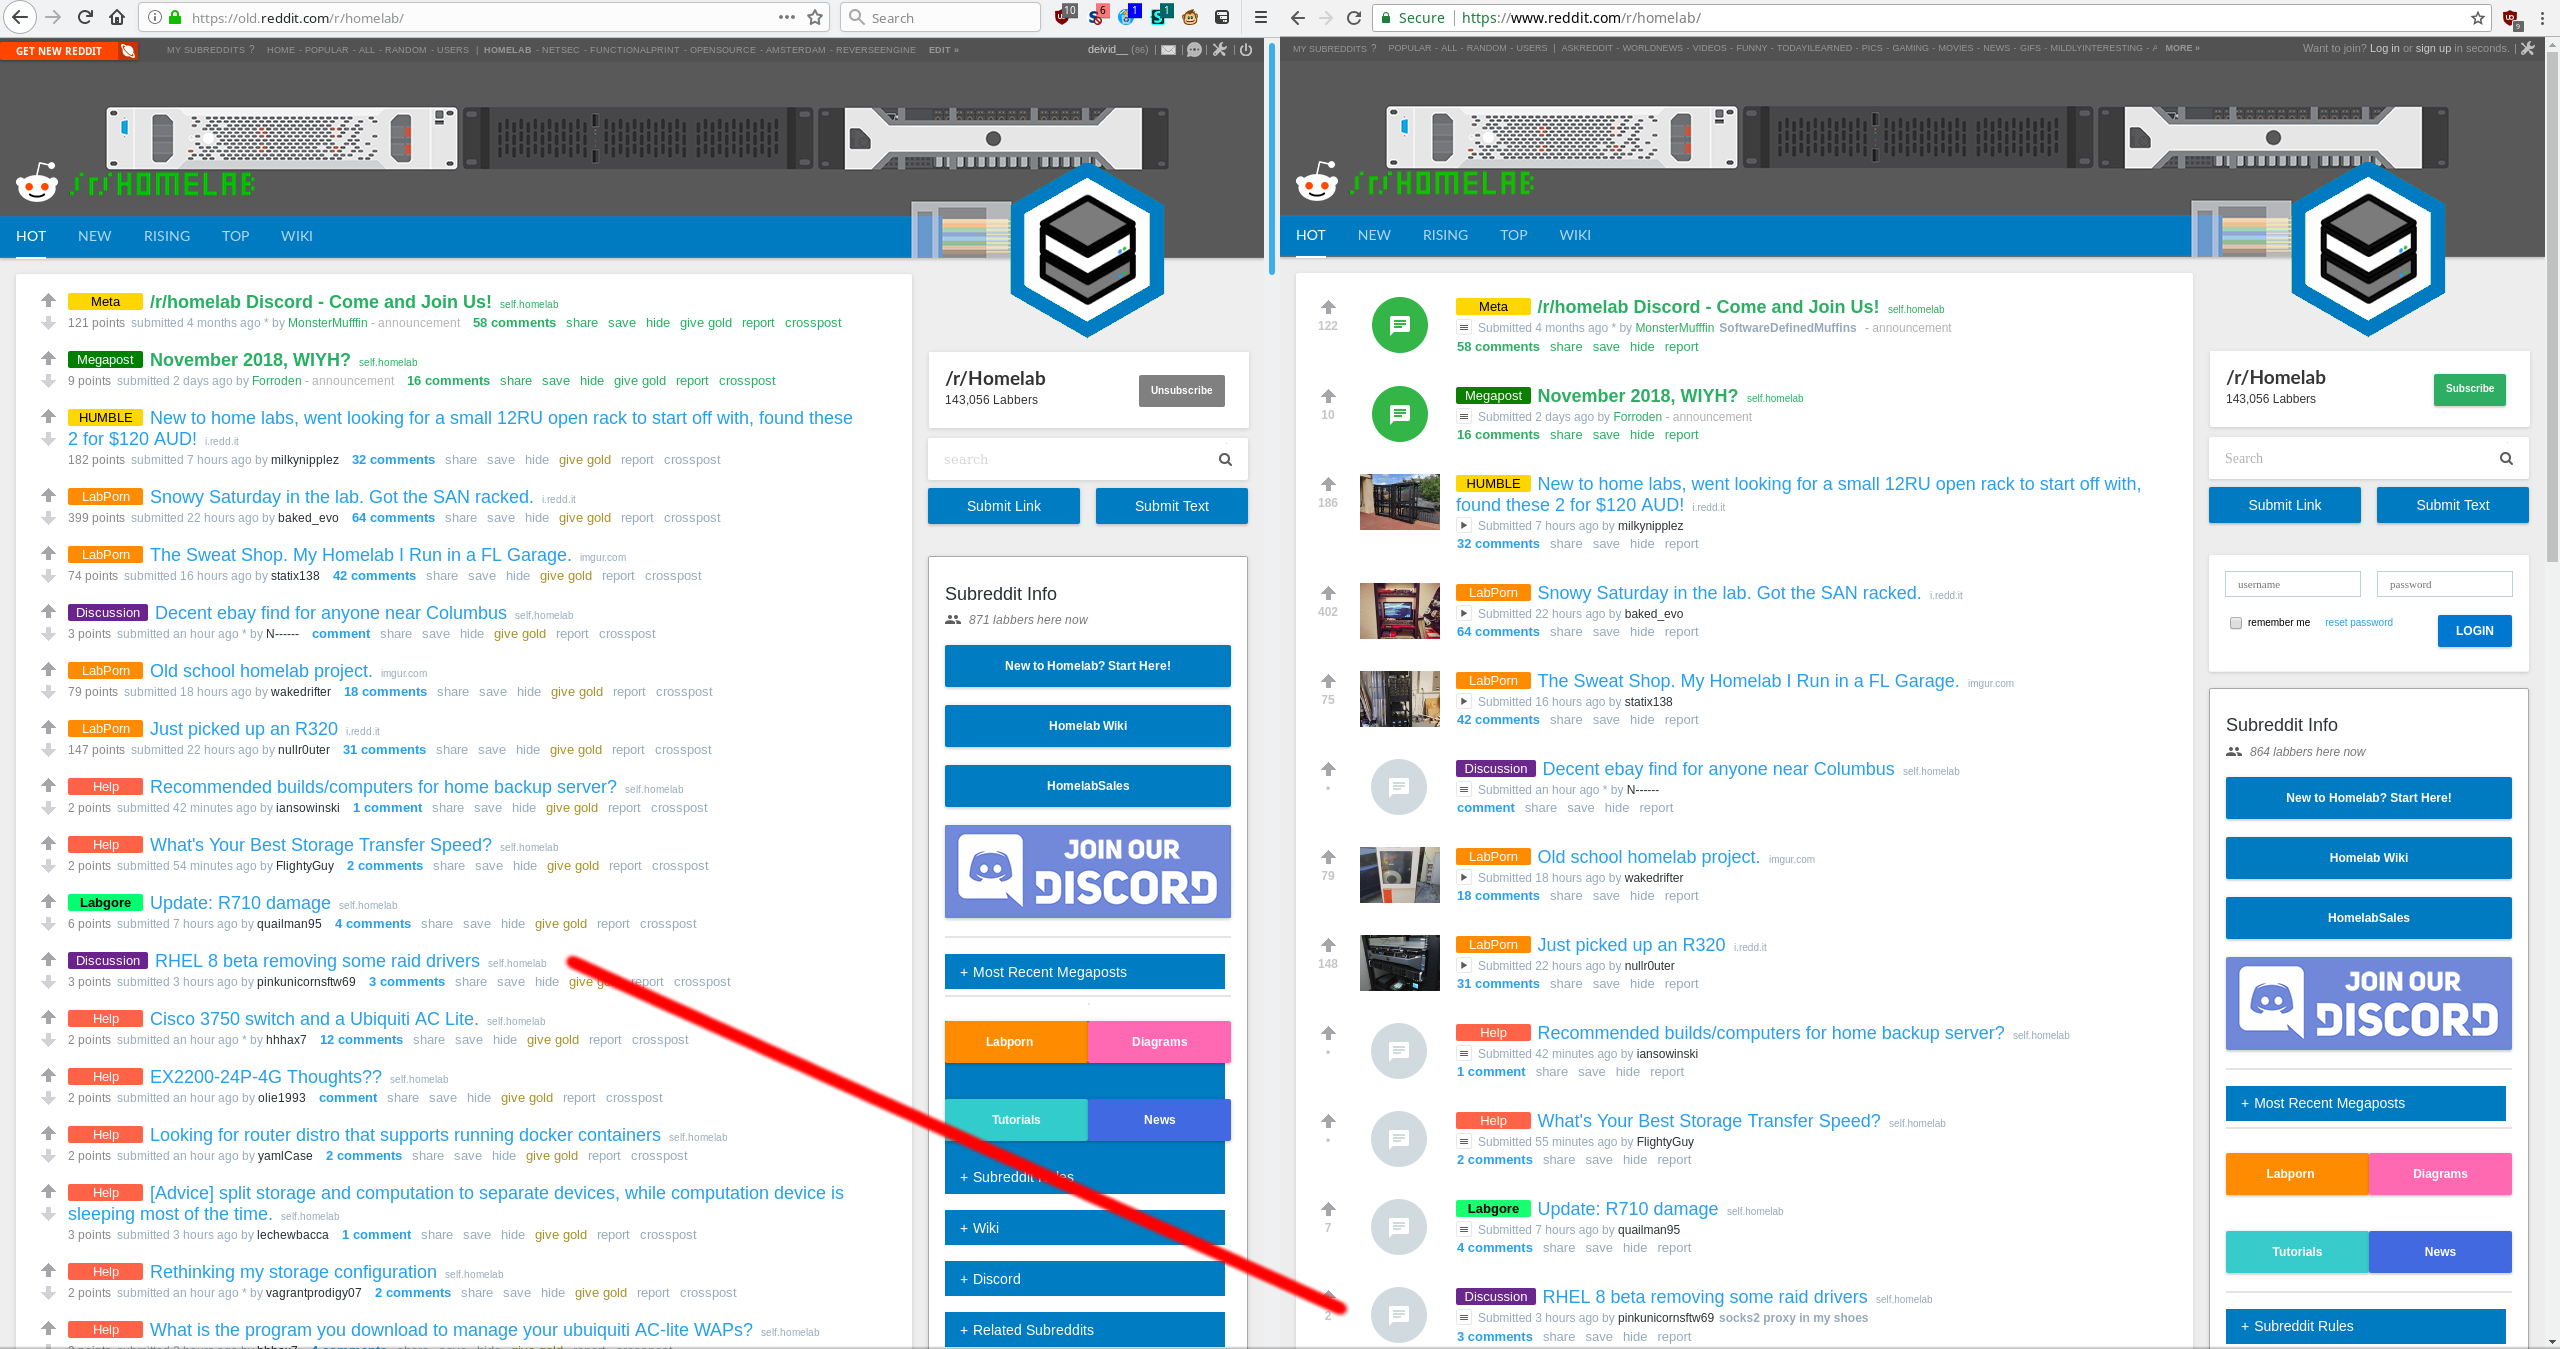 https://old.reddit.com/r/homelab/
Search
10
6
1
1
GET NEW REDDIT
MY SUBREDDITS ? HOME - POPULAR - ALL - RANDOM - USERS | HOMELAB - NETSEC - FUNCTIONALPRINT - OPENSOURCE - AMSTERDAM - REVERSEENGINE EDIT »
deivid__ (86) | | | |
/r/HOMELAB
HOT NEW RISING TOP WIKI
Meta /r/homelab Discord - Come and Join Us! self.homelab
121 points submitted 4 months ago * by MonsterMufffin - announcement 58 comments share save hide give gold report crosspost
Megapost November 2018, WIYH? self.homelab
9 points submitted 2 days ago by Forroden - announcement 16 comments share save hide give gold report crosspost
HUMBLE New to home labs, went looking for a small 12RU open rack to start off with, found these
2 for $120 AUD! i.redd.it
182 points submitted 7 hours ago by milkynipplez 32 comments share save hide give gold report crosspost
LabPorn Snowy Saturday in the lab. Got the SAN racked. i.redd.it
399 points submitted 22 hours ago by baked_evo 64 comments share save hide give gold report crosspost
LabPorn The Sweat Shop. My Homelab I Run in a FL Garage. imgur.com
74 points submitted 16 hours ago by statix138 42 comments share save hide give gold report crosspost
Discussion Decent ebay find for anyone near Columbus self.homelab
3 points submitted an hour ago * by N------ comment share save hide give gold report crosspost
LabPorn Old school homelab project. imgur.com
79 points submitted 18 hours ago by wakedrifter 18 comments share save hide give gold report crosspost
LabPorn Just picked up an R320 i.redd.it
147 points submitted 22 hours ago by nullr0uter 31 comments share save hide give gold report crosspost
Help Recommended builds/computers for home backup server? self.homelab
2 points submitted 42 minutes ago by iansowinski 1 comment share save hide give gold report crosspost
Help What's Your Best Storage Transfer Speed? self.homelab
2 points submitted 54 minutes ago by FlightyGuy 2 comments share save hide give gold report crosspost
Labgore Update: R710 damage self.homelab
6 points submitted 7 hours ago by quailman95 4 comments share save hide give gold report crosspost
Discussion RHEL 8 beta removing some raid drivers self.homelab
3 points submitted 3 hours ago by pinkunicornsftw69 3 comments share save hide give report crosspost
Help Cisco 3750 switch and a Ubiquiti AC Lite. self.homelab
2 points submitted an hour ago * by hhhax7 12 comments share save hide give gold report crosspost
Help EX2200-24P-4G Thoughts?? self.homelab
2 points submitted an hour ago by olie1993 comment share save hide give gold report crosspost
Help Looking for router distro that supports running docker containers self.homelab
2 points submitted an hour ago by yamlCase 2 comments share save hide give gold report crosspost
Help [Advice] split storage and computation to separate devices, while computation device is
sleeping most of the time. self.homelab
3 points submitted 3 hours ago by lechewbacca 1 comment share save hide give gold report crosspost
Help Rethinking my storage configuration self.homelab
2 points submitted an hour ago * by vagrantprodigy07 2 comments share save hide give gold report crosspost
Help What is the program you download to manage your ubuiquiti AC-lite WAPs? self.homelab
/r/Homelab
143,056 Labbers
Unsubscribe
search
Submit Link Submit Text
Subreddit Info
871 labbers here now
New to Homelab? Start Here!
Homelab Wiki
HomelabSales
JOIN OUR
DISCORD
+ Most Recent Megaposts
Labporn Diagrams
Tutorials News
+ Subreddit
+ Wiki
+ Discord
+ Related Subreddits
Secure | https://www.reddit.com/r/homelab/
9
MY SUBREDDITS ? POPULAR - ALL - RANDOM - USERS | ASKREDDIT - WORLDNEWS - VIDEOS - FUNNY - TODAYILEARNED - PICS - GAMING - MOVIES - NEWS - GIFS - MILDLYINTERESTING - A MORE »
Want to join? Log in or sign up in seconds. |
/r/HOMELAB
HOT NEW RISING TOP WIKI
Meta /r/homelab Discord - Come and Join Us! self.homelab
122 Submitted 4 months ago * by MonsterMufffin SoftwareDefinedMuffins - announcement
58 comments share save hide report
Megapost November 2018, WIYH? self.homelab
10 Submitted 2 days ago by Forroden - announcement
16 comments share save hide report
HUMBLE New to home labs, went looking for a small 12RU open rack to start off with,
186 found these 2 for $120 AUD! i.redd.it
Submitted 7 hours ago by milkynipplez
32 comments share save hide report
LabPorn Snowy Saturday in the lab. Got the SAN racked. i.redd.it
402 Submitted 22 hours ago by baked_evo
64 comments share save hide report
LabPorn The Sweat Shop. My Homelab I Run in a FL Garage. imgur.com
75 Submitted 16 hours ago by statix138
42 comments share save hide report
Discussion Decent ebay find for anyone near Columbus self.homelab
• Submitted an hour ago * by N------
comment share save hide report
LabPorn Old school homelab project. imgur.com
79 Submitted 18 hours ago by wakedrifter
18 comments share save hide report
LabPorn Just picked up an R320 i.redd.it
148 Submitted 22 hours ago by nullr0uter
31 comments share save hide report
Help Recommended builds/computers for home backup server? self.homelab
• Submitted 42 minutes ago by iansowinski
1 comment share save hide report
Help What's Your Best Storage Transfer Speed? self.homelab
• Submitted 55 minutes ago by FlightyGuy
2 comments share save hide report
Labgore Update: R710 damage self.homelab
7 Submitted 7 hours ago by quailman95
4 comments share save hide report
Discussion RHEL 8 beta removing some raid drivers self.homelab
2 Submitted 3 hours ago by pinkunicornsftw69 socks2 proxy in my shoes
3 comments share save hide report
/r/Homelab
143,056 Labbers
Subscribe
Search
Submit Link Submit Text
username password
remember me reset password LOGIN
Subreddit Info
864 labbers here now
New to Homelab? Start Here!
Homelab Wiki
HomelabSales
JOIN OUR
DISCORD
+ Most Recent Megaposts
Labporn Diagrams
Tutorials News
+ Subreddit Rules